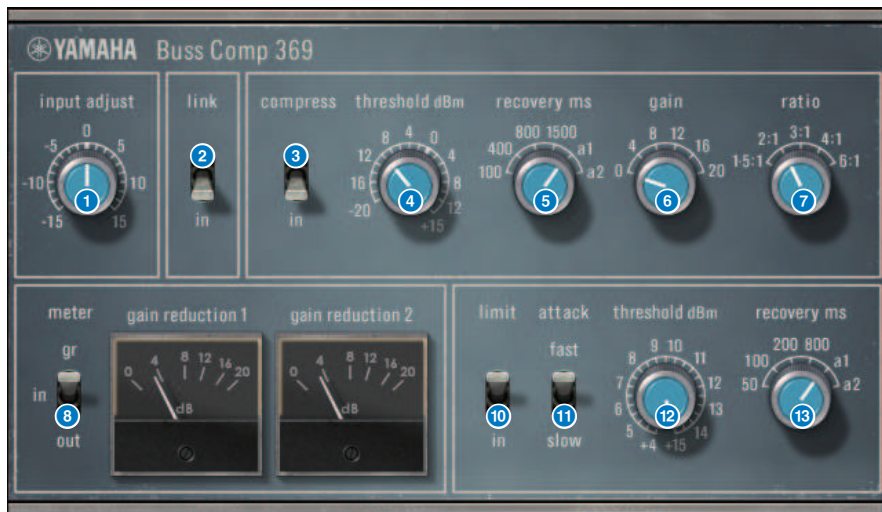 YAMAHA Buss Comp 369
input adjust
-15 -10 -5 0 5 10 15
1
link
2
in
compress
3
in
threshold dBm
-20 16 12 8 4 0 4 8 12 +15
4
recovery ms
100 400 800 1500 a1 a2
5
gain
0 4 8 12 16 20
6
ratio
1·5:1 2:1 3:1 4:1 6:1
7
meter
gr
in
8
out
gain reduction 1
0 4 8 12 16 20
dB
gain reduction 2
0 4 8 12 16 20
dB
limit
10
in
attack
fast
11
slow
threshold dBm
+4 5 6 7 8 9 10 11 12 13 14 +15
12
recovery ms
50 100 200 800 a1 a2
13